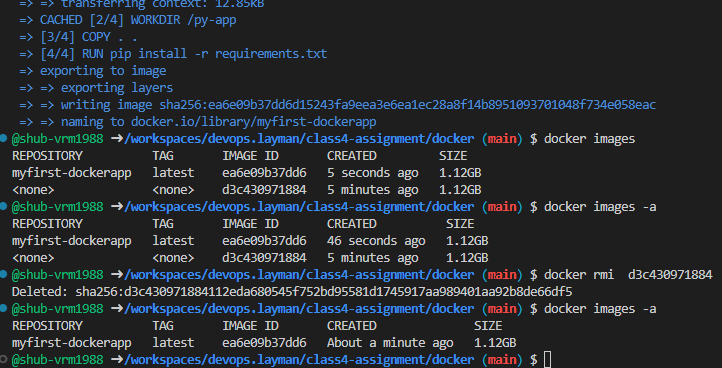 => => transferring context: 12.85kB
=> CACHED [2/4] WORKDIR /py-app
=> [3/4] COPY . .
=> [4/4] RUN pip install -r requirements.txt
=> exporting to image
=> => exporting layers
=> => writing image sha256:ea6e09b37dd6d15243fa9eea3e6ea1ec28a8f14b8951093701048f734e058eac
=> => naming to docker.io/library/myfirst-dockerapp
@shub-vrm1988 ➜/workspaces/devops.layman/class4-assignment/docker (main) $ docker images
REPOSITORY TAG IMAGE ID CREATED SIZE
myfirst-dockerapp latest ea6e09b37dd6 5 seconds ago 1.12GB
<none> <none> d3c430971884 5 minutes ago 1.12GB
@shub-vrm1988 ➜/workspaces/devops.layman/class4-assignment/docker (main) $ docker images -a
REPOSITORY TAG IMAGE ID CREATED SIZE
myfirst-dockerapp latest ea6e09b37dd6 46 seconds ago 1.12GB
<none> <none> d3c430971884 5 minutes ago 1.12GB
@shub-vrm1988 ➜/workspaces/devops.layman/class4-assignment/docker (main) $ docker rmi  d3c430971884
Deleted: sha256:d3c430971884112eda680545f752bd95581d1745917aa989401aa92b8de66df5
@shub-vrm1988 ➜/workspaces/devops.layman/class4-assignment/docker (main) $ docker images -a
REPOSITORY TAG IMAGE ID CREATED SIZE
myfirst-dockerapp latest ea6e09b37dd6 About a minute ago 1.12GB
@shub-vrm1988 ➜/workspaces/devops.layman/class4-assignment/docker (main) $